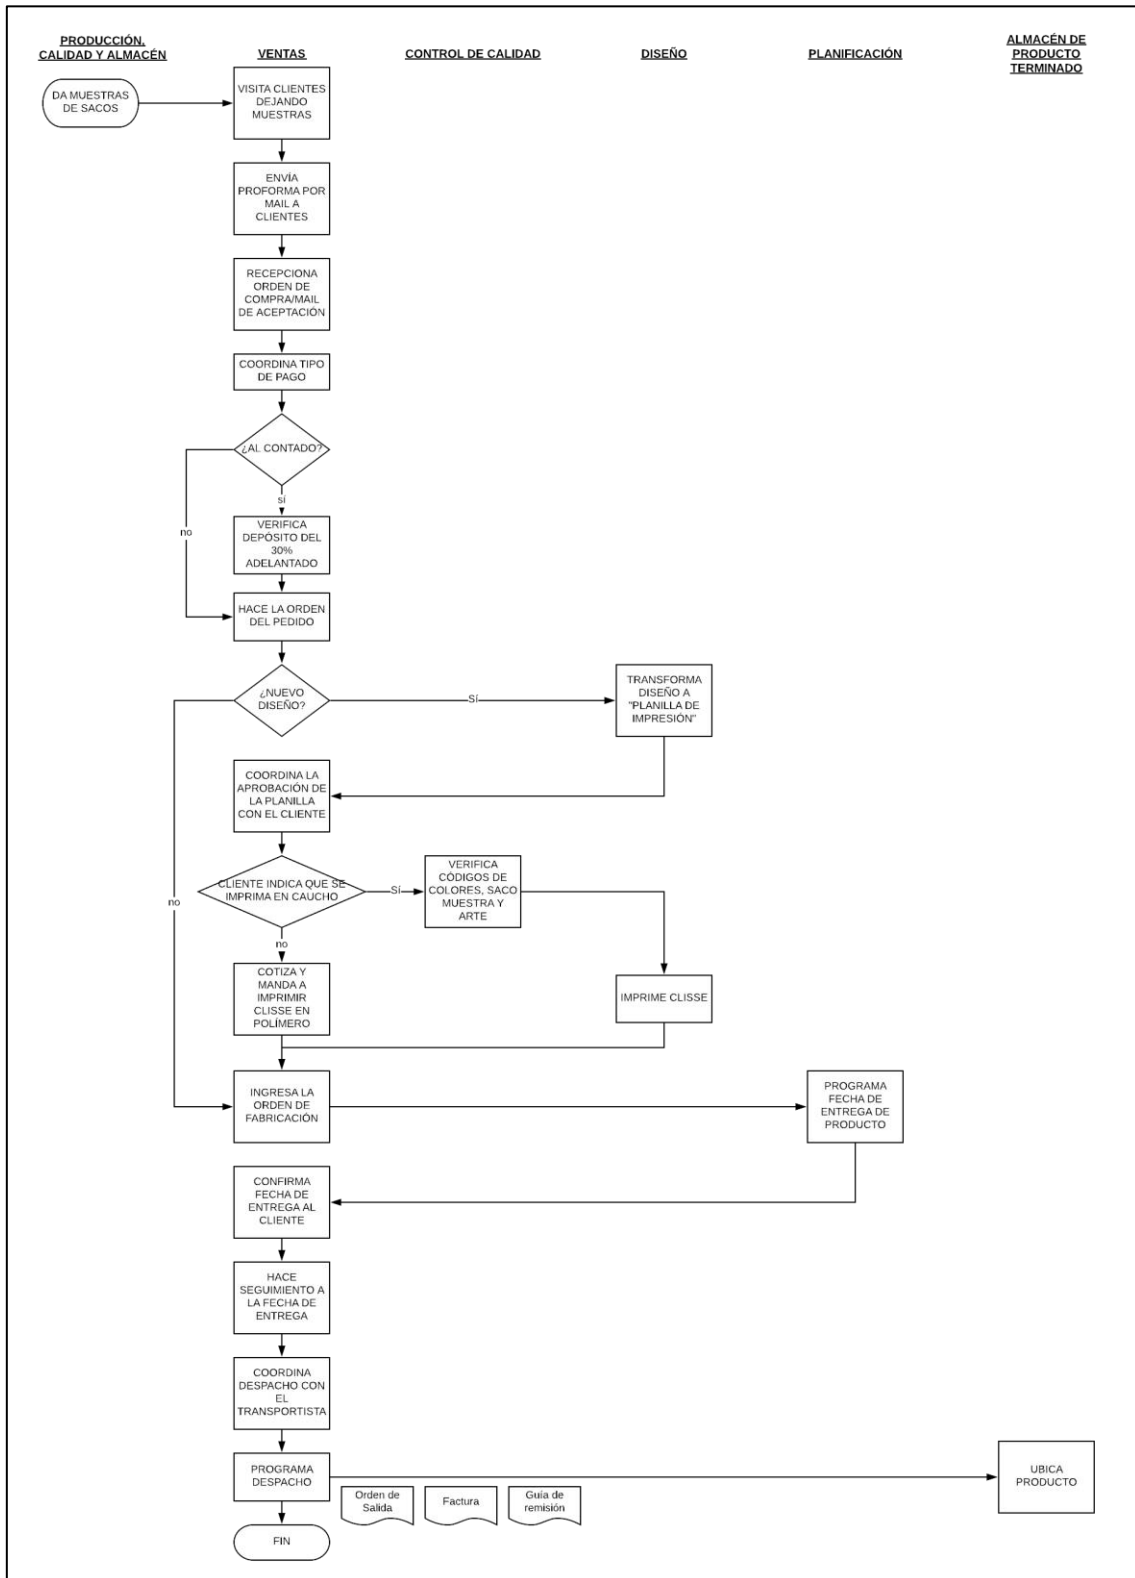 PRODUCCIÓN,
CALIDAD Y ALMACÉN
VENTAS
CONTROL DE CALIDAD
DISEÑO
PLANIFICACIÓN
ALMACÉN DE
PRODUCTO
TERMINADO
DA MUESTRAS
DE SACOS
VISITA CLIENTES
DEJANDO
MUESTRAS
ENVÍA
PROFORMA POR
MAIL A
CLIENTES
RECEPCIONA
ORDEN DE
COMPRA/MAIL
DE ACEPTACIÓN
COORDINA TIPO
DE PAGO
¿AL CONTADO?
sí
no
VERIFICA
DEPÓSITO DEL
30%
ADELANTADO
HACE LA ORDEN
DEL PEDIDO
¿NUEVO
DISEÑO?
Sí
TRANSFORMA
DISEÑO A
"PLANILLA DE
IMPRESIÓN"
COORDINA LA
APROBACIÓN DE
LA PLANILLA
CON EL CLIENTE
CLIENTE INDICA QUE SE
IMPRIMA EN CAUCHO
Sí
VERIFICA
CÓDIGOS DE
COLORES, SACO
MUESTRA Y
ARTE
no
no
COTIZA Y
MANDA A
IMPRIMIR
CLISSE EN
POLÍMERO
IMPRIME CLISSE
INGRESA LA
ORDEN DE
FABRICACIÓN
PROGRAMA
FECHA DE
ENTREGA DE
PRODUCTO
CONFIRMA
FECHA DE
ENTREGA AL
CLIENTE
HACE
SEGUIMIENTO A
LA FECHA DE
ENTREGA
COORDINA
DESPACHO CON
EL
TRANSPORTISTA
PROGRAMA
DESPACHO
UBICA
PRODUCTO
Orden de
Salida
Factura
Guía de
remisión
FIN